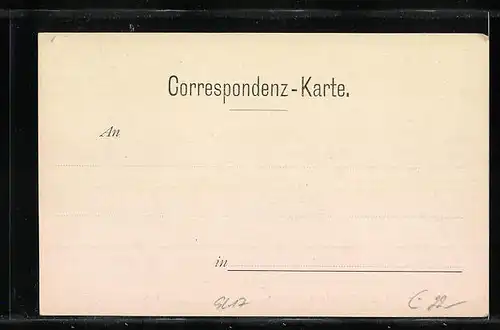 Correspondenz-Karte.
An
in